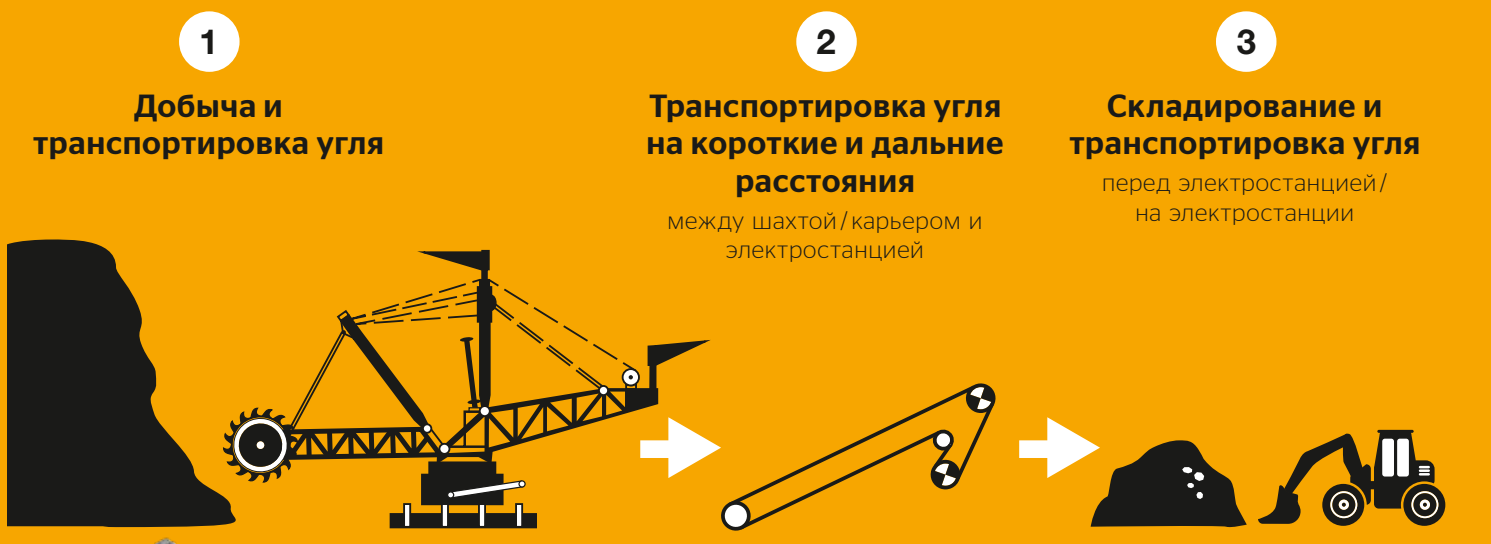 1
Добыча и
транспортировка угля
2
Транспортировка угля
на короткие и дальние
расстояния
между шахтой/карьером и
электростанцией
3
Складирование и
транспортировка угля
перед электростанцией/
на электростанции